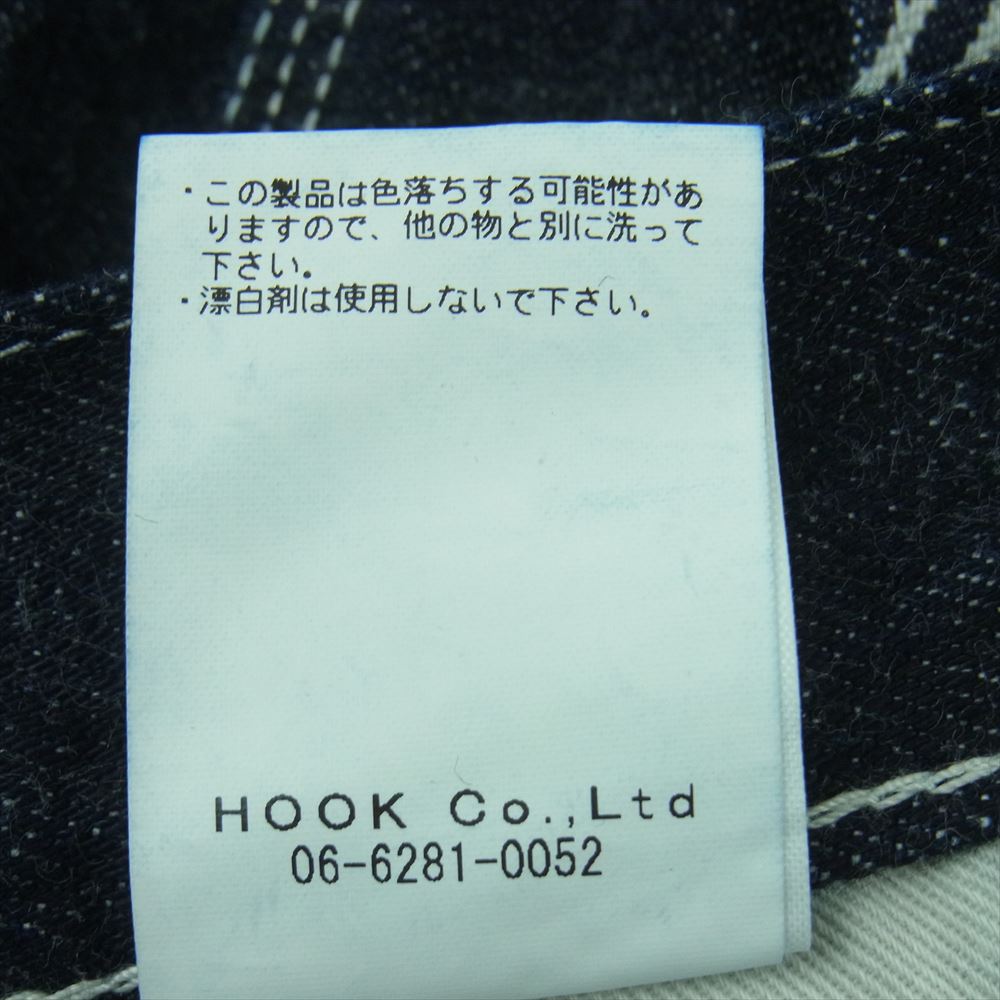 ・この製品は色落ちする可能性があ
りますので、他の物と別に洗って
下さい。
・漂白剤は使用しないで下さい。
HOOK Co.,Ltd
06-6281-0052